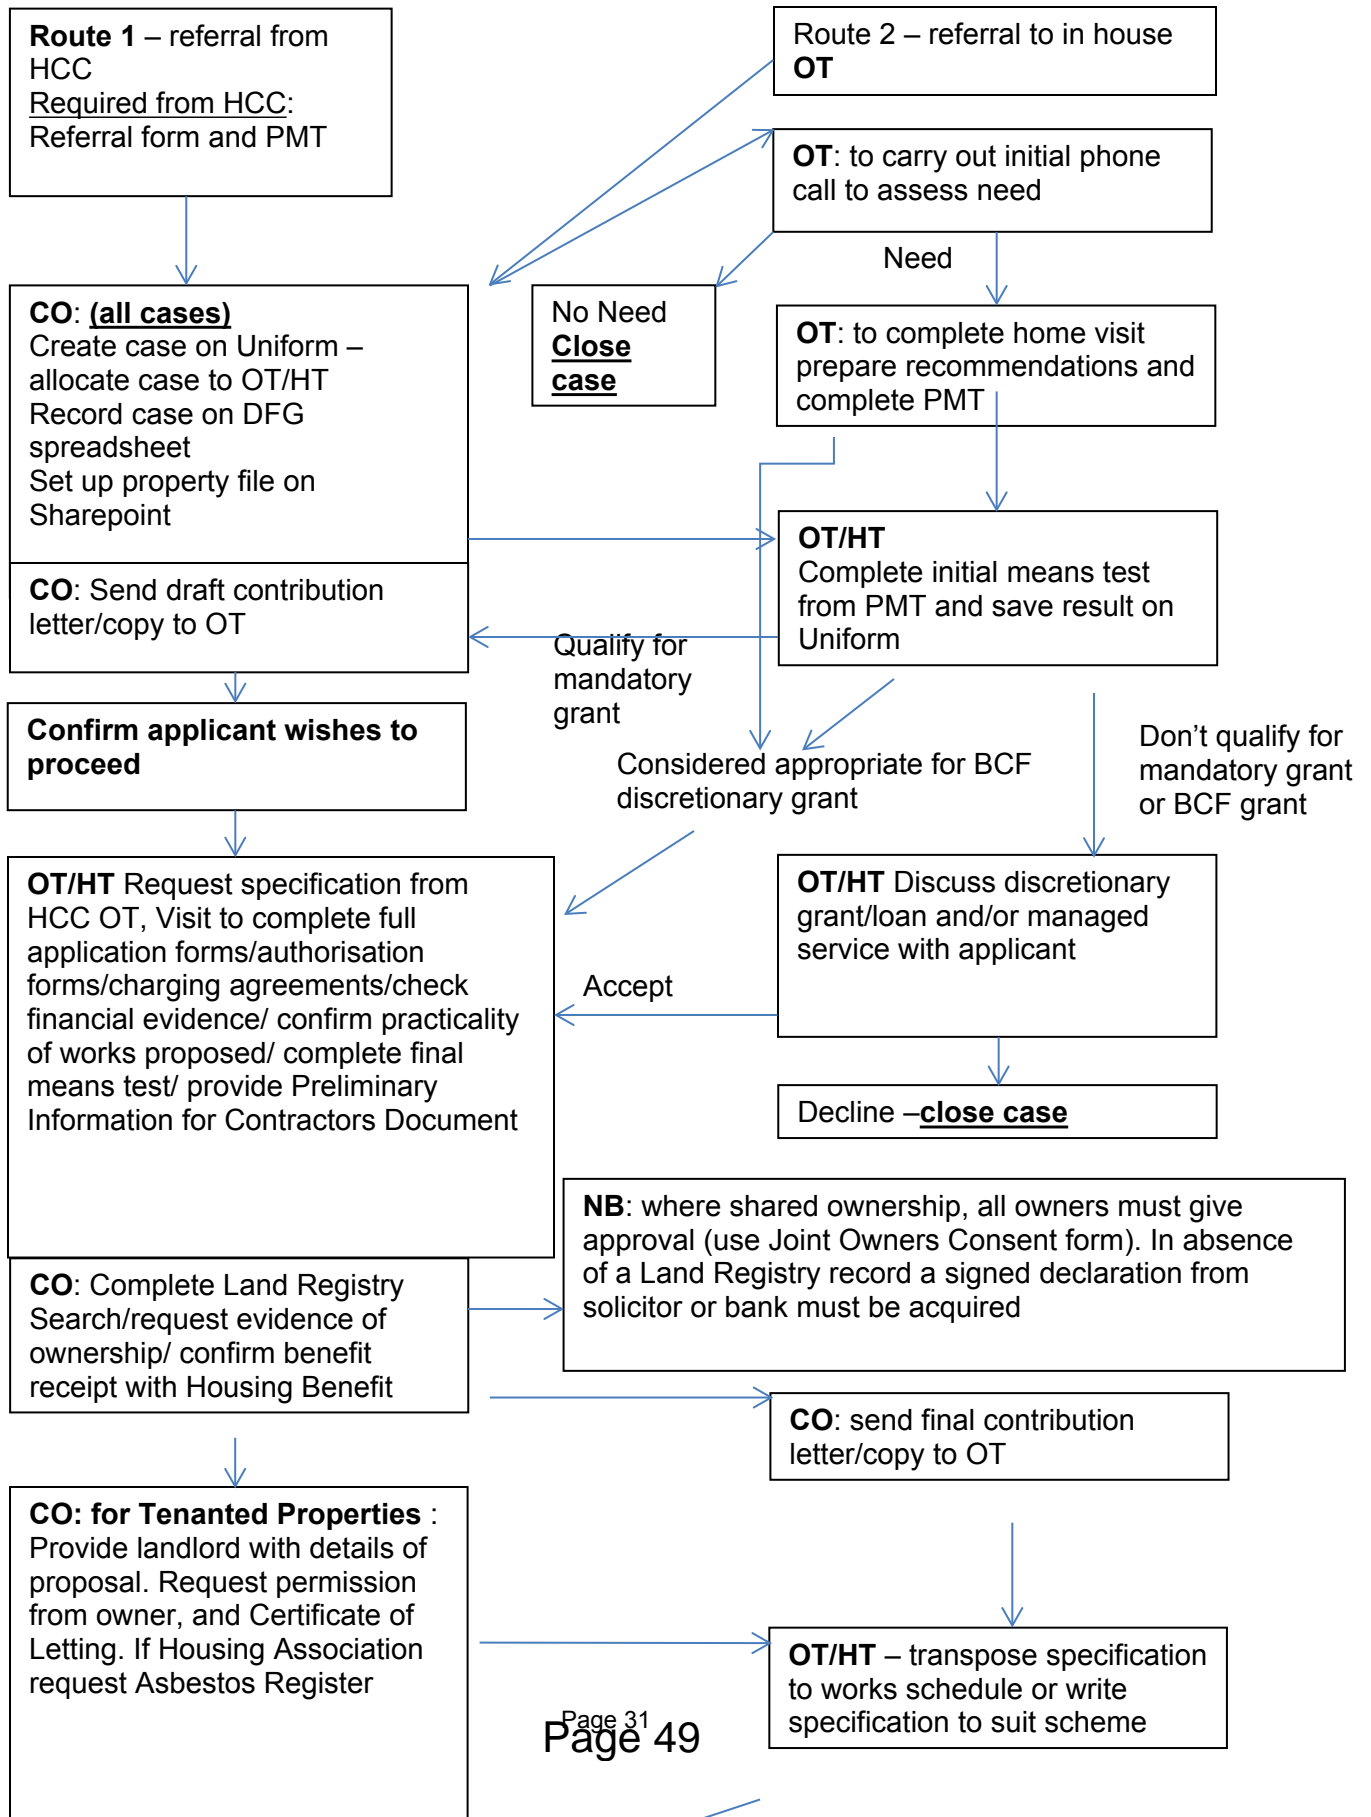 Route 1 – referral from
HCC
Required from HCC:
Referral form and PMT
Route 2 – referral to in house
OT
OT: to carry out initial phone
call to assess need
Need
No Need
Close
case
CO: (all cases)
Create case on Uniform –
allocate case to OT/HT
Record case on DFG
spreadsheet
Set up property file on
Sharepoint
OT: to complete home visit
prepare recommendations and
complete PMT
OT/HT
Complete initial means test
from PMT and save result on
Uniform
CO: Send draft contribution
letter/copy to OT
Qualify for
mandatory
grant
Confirm applicant wishes to
proceed
Considered appropriate for BCF
discretionary grant
Don’t qualify for
mandatory grant
or BCF grant
OT/HT Request specification from
HCC OT, Visit to complete full
application forms/authorisation
forms/charging agreements/check
financial evidence/ confirm practicality
of works proposed/ complete final
means test/ provide Preliminary
Information for Contractors Document
Accept
OT/HT Discuss discretionary
grant/loan and/or managed
service with applicant
Decline –close case
NB: where shared ownership, all owners must give
approval (use Joint Owners Consent form). In absence
of a Land Registry record a signed declaration from
solicitor or bank must be acquired
CO: Complete Land Registry
Search/request evidence of
ownership/ confirm benefit
receipt with Housing Benefit
CO: send final contribution
letter/copy to OT
CO: for Tenanted Properties :
Provide landlord with details of
proposal. Request permission
from owner, and Certificate of
Letting. If Housing Association
request Asbestos Register
OT/HT – transpose specification
to works schedule or write
specification to suit scheme
Page 31
Page 49